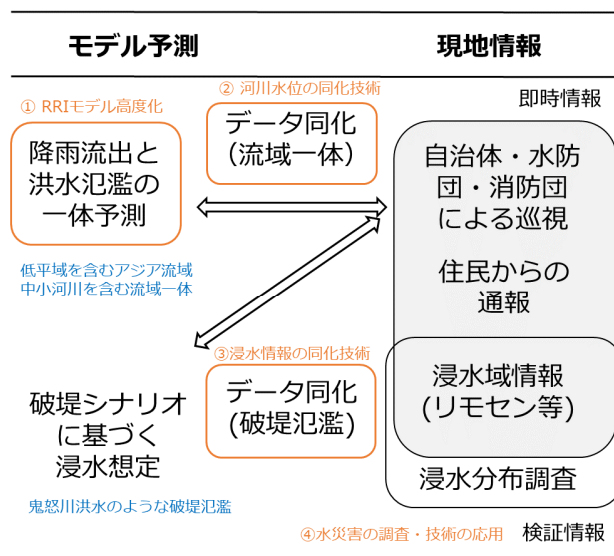 モデル予測
現地情報
② 河川水位の同化技術
① RRIモデル高度化
即時情報
降雨流出と
洪水氾濫の
一体予測
データ同化
（流域一体）
自治体・水防
団・消防団
による巡視
低平域を含むアジア流域
中小河川を含む流域一体
住民からの
通報
③浸水情報の同化技術
破堤シナリオ
に基づく
浸水想定
データ同化
(破堤氾濫)
浸水域情報
(リモセン等)
浸水分布調査
鬼怒川洪水のような破堤氾濫
④水災害の調査・技術の応用
検証情報